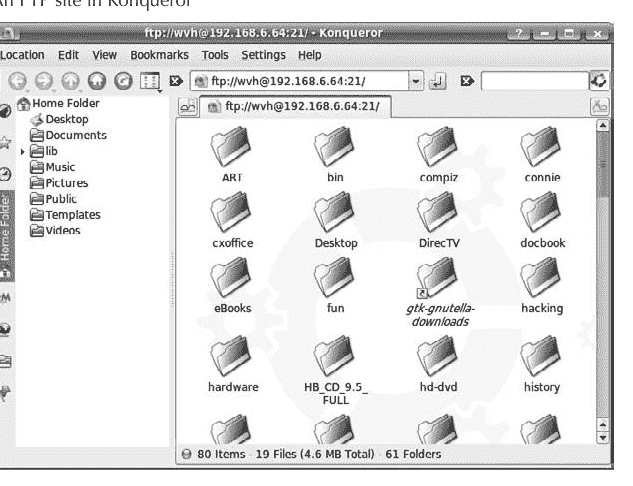 An FTP site in Konqueror
ftp://wvh@192.168.6.64:21/ - Konqueror
Location Edit View Bookmarks Tools Settings Help
ftp://wvh@192.168.6.64:21/
ftp://wvh@192.168.6.64:21/
Home Folder
Desktop
Documents
lib
Music
Pictures
Public
Templates
Videos
Home Folder
ART bin compiz connie
cxoffice Desktop DirecTV docbook
eBooks fun gtk-gnutella-downloads hacking
hardware HB_CD_9.5_FULL hd-dvd history
80 Items - 19 Files (4.6 MB Total) - 61 Folders